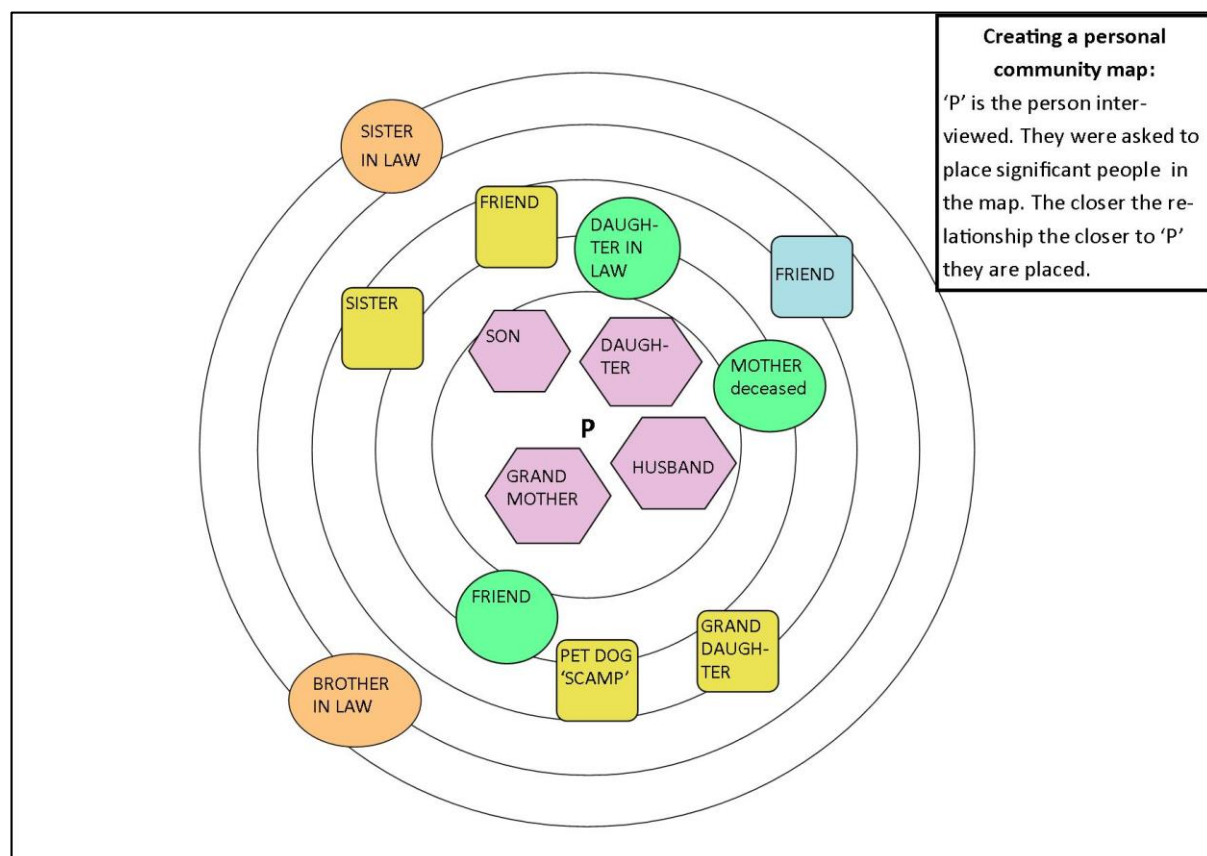 Creating a personal
community map:
‘P’ is the person inter-
viewed. They were asked to
place significant people in
the map. The closer the re-
lationship the closer to ‘P’
they are placed.
SISTER
IN LAW
FRIEND
DAUGH-
TER IN
LAW
FRIEND
SISTER
SON
DAUGH-
TER
MOTHER
deceased
P
HUSBAND
GRAND
MOTHER
FRIEND
GRAND
DAUGH-
TER
PET DOG
‘SCAMP’
BROTHER
IN LAW